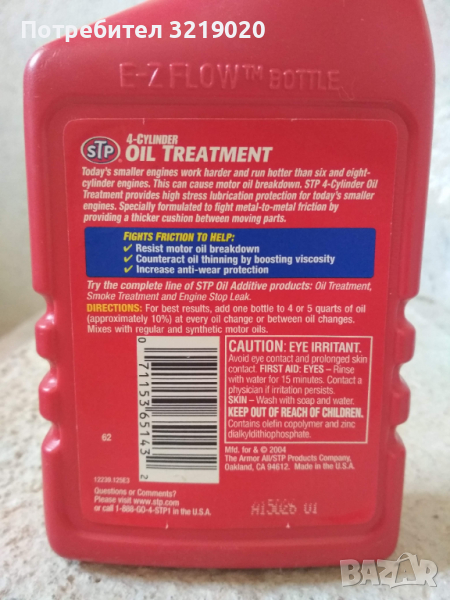 Потребител 3219020
E-Z FLOW™ BOTTLE
STP
4-CYLINDER
OIL TREATMENT
Today's smaller engines work harder and run hotter than six and eight-
cylinder engines. This can cause motor oil breakdown. STP 4-Cylinder Oil
Treatment provides high stress lubrication protection for today's smaller
engines. Specially formulated to fight metal-to-metal friction by
providing a thicker cushion between moving parts.
FIGHTS FRICTION TO HELP:
✓ Resist motor oil breakdown
✓ Counteract oil thinning by boosting viscosity
✓ Increase anti-wear protection
Try the complete line of STP Oil Additive products: Oil Treatment,
Smoke Treatment and Engine Stop Leak.
DIRECTIONS: For best results, add one bottle to 4 or 5 quarts of oil
(approximately 10%) at every oil change or between oil changes.
Mixes with regular and synthetic motor oils.
0 71153 65143 2
62
13239.125E3
Questions or Comments?
Please visit www.stp.com
or call 1-888-GO-4-STP1 in the U.S.A.
CAUTION: EYE IRRITANT.
Avoid eye contact and prolonged skin
contact. FIRST AID: EYES – Rinse
with water for 15 minutes. Contact a
physician if irritation persists.
SKIN – Wash with soap and water.
KEEP OUT OF REACH OF CHILDREN.
Contains olefin copolymer and zinc
dialkyldithiophosphate.
Mfd. for & © 2004
The Armor All/STP Products Company,
Oakland, CA 94612. Made in the U.S.A.
A15026 01
bazar